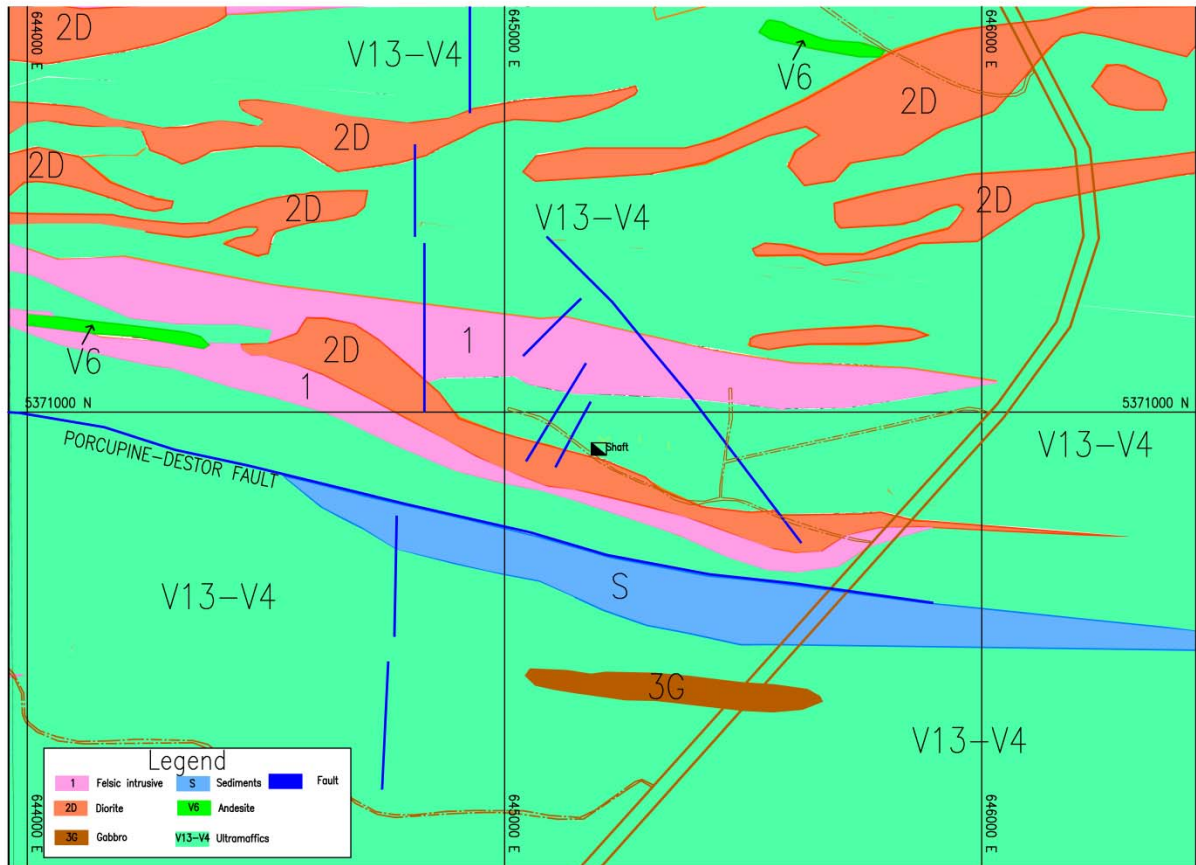 644000 E
645000 E
646000 E
2D
V13-V4
V6
2D
2D
2D
2D
2D
V13-V4
2D
1
V6
2D
1
5371000 N
5371000 N
PORCUPINE-DESTOR FAULT
Shaft
V13-V4
V13-V4
S
3G
V13-V4
Legend
1 Felsic intrusive
S Sediments
Fault
2D Diorite
V6 Andesite
3G Gabbro
V13-V4 Ultramaffics
644000 E
645000 E
646000 E